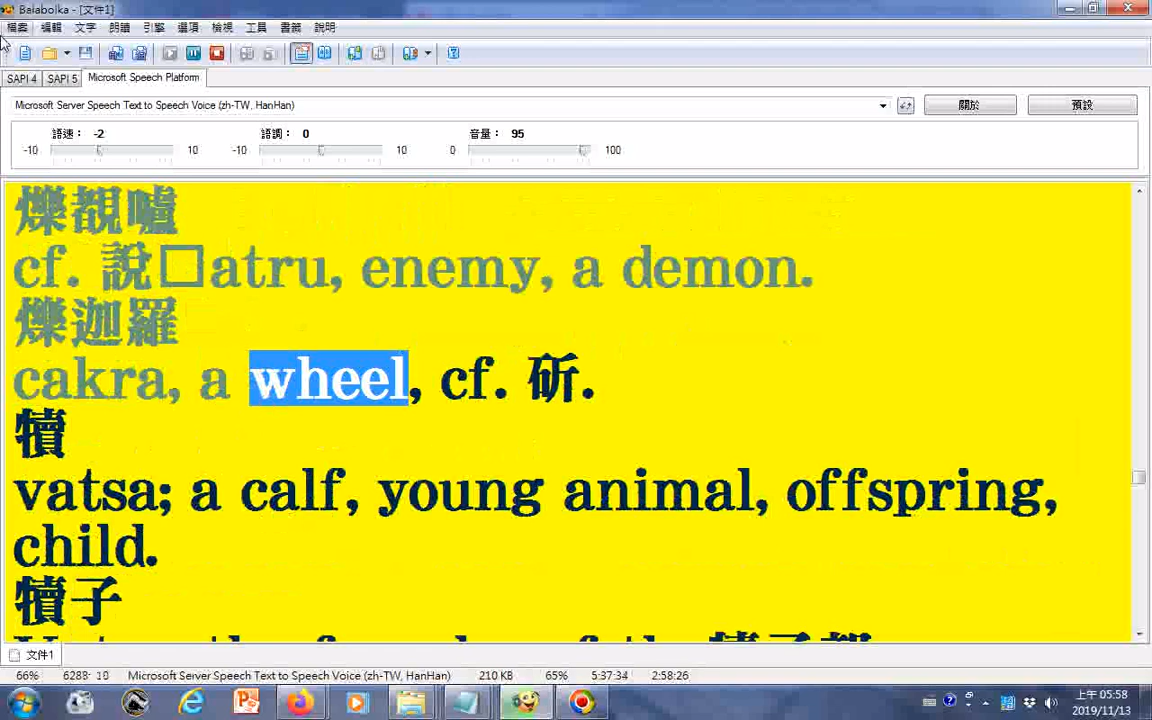 Balabolka - [文件1]
檔案 編輯 文字 朗讀 引擎 選項 檢視 工具 書籤 說明
SAPI 4 SAPI 5 Microsoft Speech Platform
Microsoft Server Speech Text to Speech Voice (zh-TW, HanHan) 關於 預設
語速： -2 語調： 0 音量： 95
-10 10 -10 10 0 100
爍覩嚧
cf. 說□atru, enemy, a demon.
爍迦羅
cakra, a wheel, cf. 斫.
犢
vatsa; a calf, young animal, offspring,
child.
犢子
文件1
66% 6288: 10 Microsoft Server Speech Text to Speech Voice (zh-TW, HanHan) 210 KB 65% 5:37:34 2:58:26
上午 05:58
2019/11/13